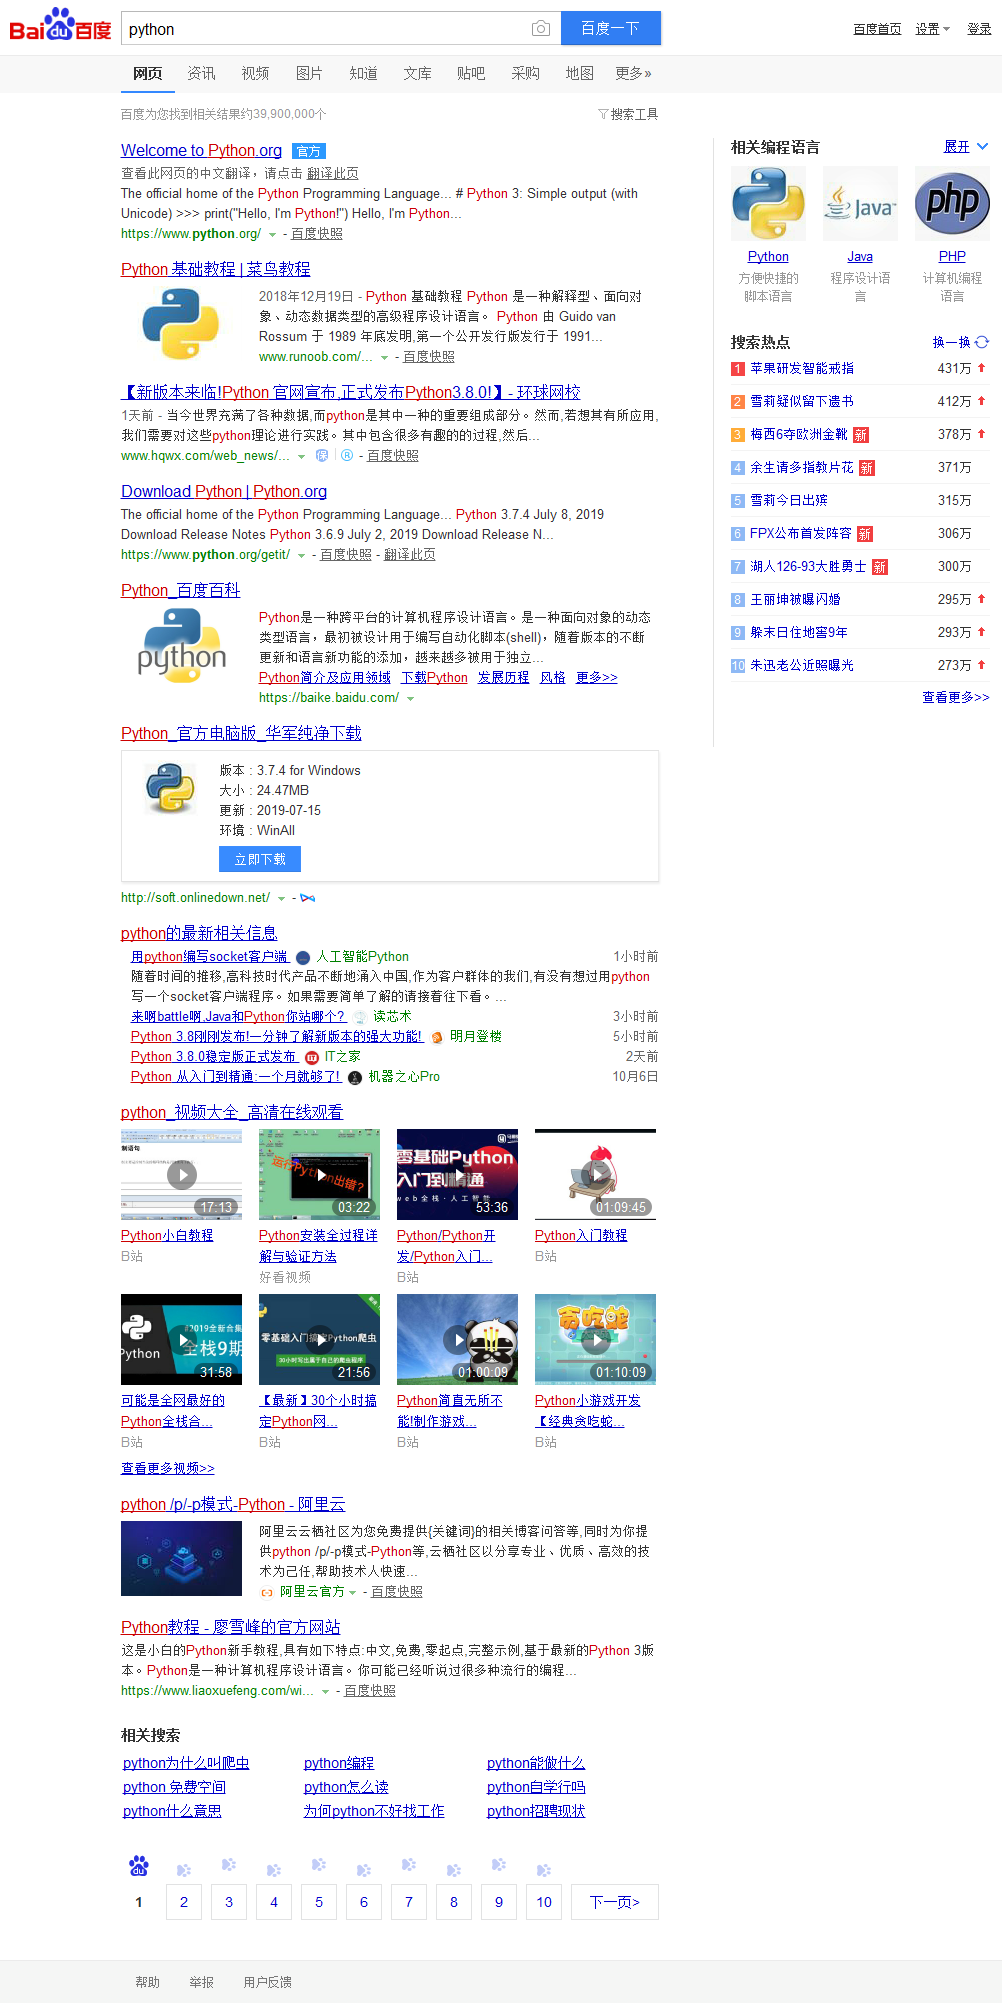 Bai du 百度
python
百度一下
百度首页 设置 登录
网页 资讯 视频 图片 知道 文库 贴吧 采购 地图 更多»
百度为您找到相关结果约39,900,000个
搜索工具
Welcome to Python.org 官方
查看此网页的中文翻译，请点击 翻译此页
The official home of the Python Programming Language... # Python 3: Simple output (with
Unicode) >>> print("Hello, I'm Python!") Hello, I'm Python...
https://www.python.org/ - 百度快照
Python 基础教程 | 菜鸟教程
2018年12月19日 - Python 基础教程 Python 是一种解释型、面向对
象、动态数据类型的高级程序设计语言。 Python 由 Guido van
Rossum 于 1989 年底发明,第一个公开发行版发行于 1991...
www.runoob.com/... - 百度快照
【新版本来临!Python 官网宣布,正式发布Python3.8.0!】- 环球网校
1天前 - 当今世界充满了各种数据,而python是其中一种的重要组成部分。然而,若想其有所应用,
我们需要对这些python理论进行实践。其中包含很多有趣的的过程,然后...
www.hqwx.com/web_news/... 保 ® - 百度快照
Download Python | Python.org
The official home of the Python Programming Language... Python 3.7.4 July 8, 2019
Download Release Notes Python 3.6.9 July 2, 2019 Download Release N...
https://www.python.org/getit/ - 百度快照 - 翻译此页
Python_百度百科
python
Python是一种跨平台的计算机程序设计语言。是一种面向对象的动态
类型语言，最初被设计用于编写自动化脚本(shell)，随着版本的不断
更新和语言新功能的添加，越来越多被用于独立...
Python简介及应用领域 下载Python 发展历程 风格 更多>>
https://baike.baidu.com/
Python_官方电脑版_华军纯净下载
版本：3.7.4 for Windows
大小：24.47MB
更新：2019-07-15
环境：WinAll
立即下载
http://soft.onlinedown.net/ -
python的最新相关信息
用python编写socket客户端 人工智能Python 1小时前
随着时间的推移,高科技时代产品不断地涌入中国,作为客户群体的我们,有没有想过用python
写一个socket客户端程序。如果需要简单了解的请接着往下看。...
来啊battle啊,Java和Python你站哪个? 读芯术 3小时前
Python 3.8刚刚发布!一分钟了解新版本的强大功能! 明月登楼 5小时前
Python 3.8.0稳定版正式发布 IT之家 2天前
Python 从入门到精通:一个月就够了! 机器之心Pro 10月6日
python_视频大全_高清在线观看
制语句
17:13
运行Python出错?
03:22
零基础Python
入门到精通
web全栈·人工智能
53:36
01:09:45
Python小白教程
B站
Python安装全过程详
解与验证方法
好看视频
Python/Python开
发/Python入门...
B站
Python入门教程
B站
#2019全新合集
Python
全栈9期
31:58
零基础入门搞定Python爬虫
30小时写出属于自己的爬虫程序
21:56
01:00:09
贪吃蛇
01:10:09
可能是全网最好的
Python全栈合...
B站
【最新】30个小时搞
定Python网...
B站
Python简直无所不
能!制作游戏...
B站
Python小游戏开发
【经典贪吃蛇...
B站
查看更多视频>>
python /p/-p模式-Python - 阿里云
阿里云云栖社区为您免费提供{关键词}的相关博客问答等,同时为你提
供python /p/-p模式-Python等,云栖社区以分享专业、优质、高效的技
术为己任,帮助技术人快速...
阿里云官方 - 百度快照
Python教程 - 廖雪峰的官方网站
这是小白的Python新手教程,具有如下特点:中文,免费,零起点,完整示例,基于最新的Python 3版
本。Python是一种计算机程序设计语言。你可能已经听说过很多种流行的编程...
https://www.liaoxuefeng.com/wi... - 百度快照
相关搜索
python为什么叫爬虫 python编程 python能做什么
python 免费空间 python怎么读 python自学行吗
python什么意思 为何python不好找工作 python招聘现状
du
1 2 3 4 5 6 7 8 9 10 下一页>
帮助 举报 用户反馈
相关编程语言 展开
Java php
Python Java PHP
方便快捷的
脚本语言
程序设计语
言
计算机编程
语言
搜索热点 换一换
1 苹果研发智能戒指 431万
2 雪莉疑似留下遗书 412万
3 梅西6夺欧洲金靴 新 378万
4 余生请多指教片花 新 371万
5 雪莉今日出殡 315万
6 FPX公布首发阵容 新 306万
7 湖人126-93大胜勇士 新 300万
8 王丽坤被曝闪婚 295万
9 躲末日住地窖9年 293万
10 朱迅老公近照曝光 273万
查看更多>>